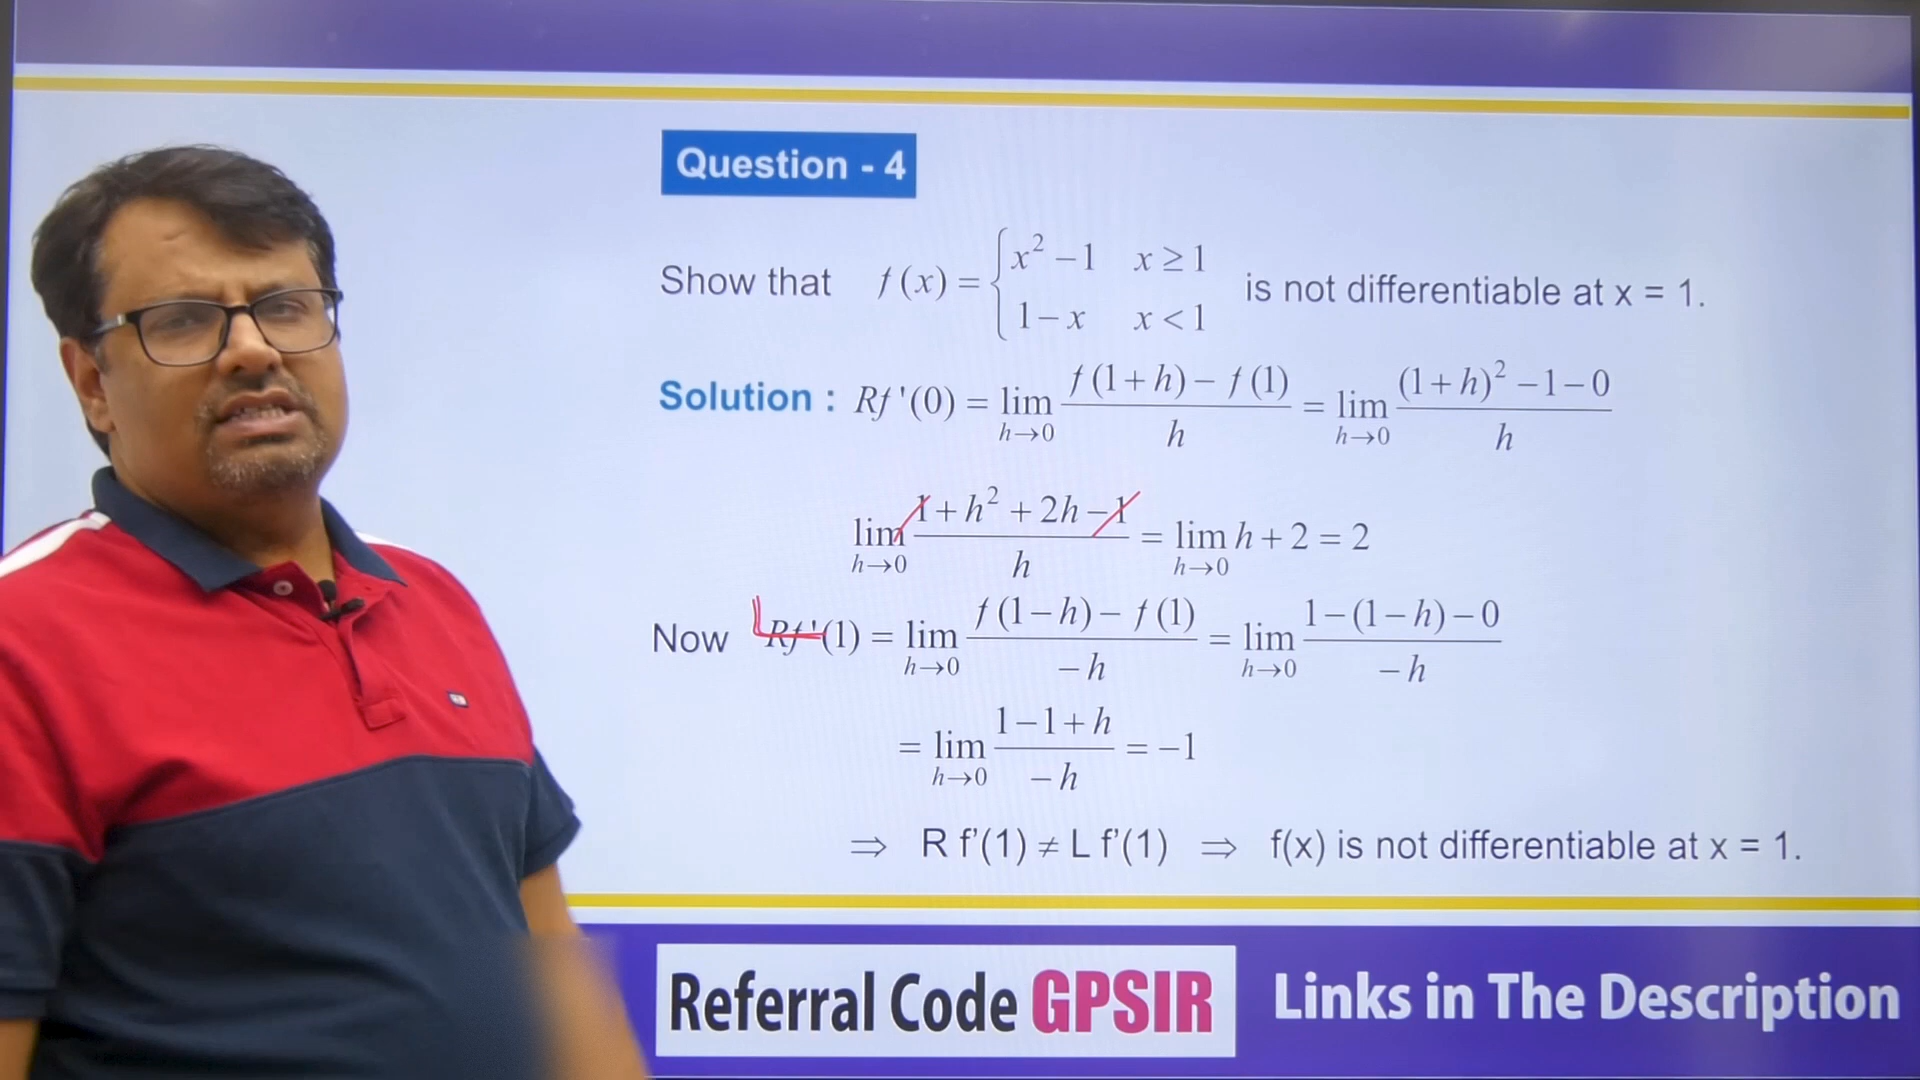 Question - 4
Show that f(x) = { x² – 1 x ≥ 1
1 – x x < 1 is not differentiable at x = 1.
Solution : Rf '(0) = lim h→0 f(1+h) – f(1) / h = lim h→0 (1+h)² – 1 – 0 / h
lim h→0 1 + h² + 2h – 1 / h = lim h→0 h + 2 = 2
Now L Rf '(1) = lim h→0 f(1–h) – f(1) / –h = lim h→0 1–(1–h)–0 / –h
= lim h→0 1–1+h / –h = –1
⇒ R f'(1) ≠ L f'(1) ⇒ f(x) is not differentiable at x = 1.
Referral Code GPSIR Links in The Description